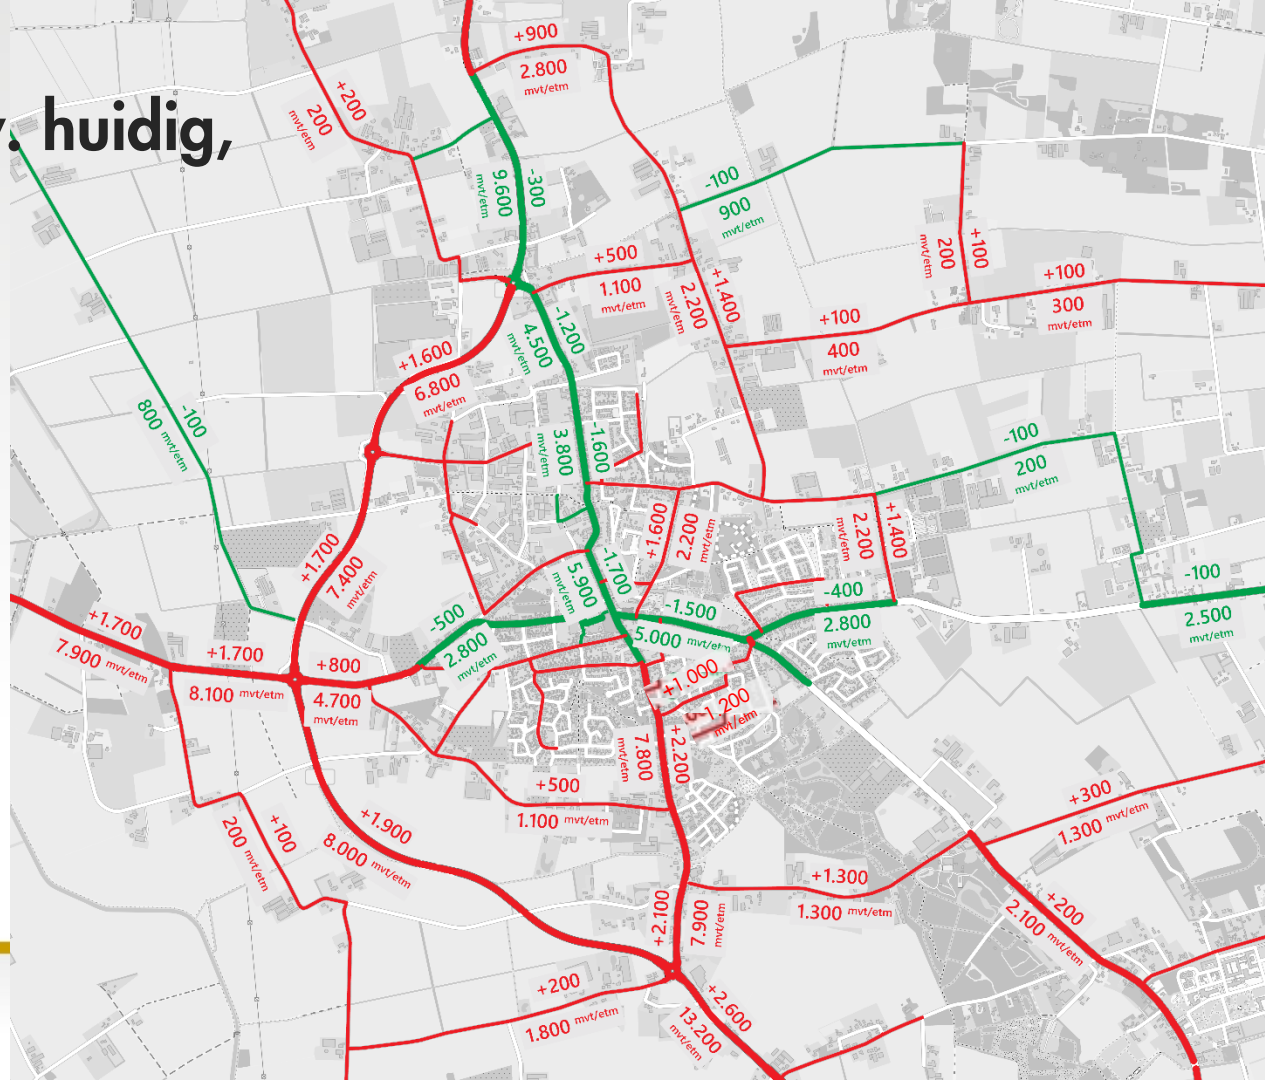 v. huidig,
+900
2.800
mvt/etm
+200
200
mvt/etm
-300
9.600
mvt/etm
-100
900
mvt/etm
+100
200
mvt/etm
+500
1.100
mvt/etm
+1.400
2.200
mvt/etm
+100
300
mvt/etm
+100
400
mvt/etm
-1.200
4.500
mvt/etm
+1.600
6.800
mvt/etm
-100
800 mvt/etm
-1.600
3.800
mvt/etm
-100
200
mvt/etm
+1.600
2.200
mvt/etm
+1.400
2.200
mvt/etm
+1.700
7.400
mvt/etm
-1.700
5.900
mvt/etm
-100
2.500
mvt/etm
-400
2.800
mvt/etm
-500
2.800
mvt/etm
-1.500
5.000 mvt/etm
+1.700
7.900 mvt/etm
+1.700
8.100 mvt/etm
+800
4.700
mvt/etm
+1.000
1.200
mvt/etm
+2.200
7.800
mvt/etm
+500
1.100 mvt/etm
+300
1.300 mvt/etm
+100
200 mvt/etm
+1.900
8.000 mvt/etm
+1.300
1.300 mvt/etm
+200
2.100 mvt/etm
+2.100
7.900
mvt/etm
+200
1.800 mvt/etm
+2.600
13.200
mvt/etm